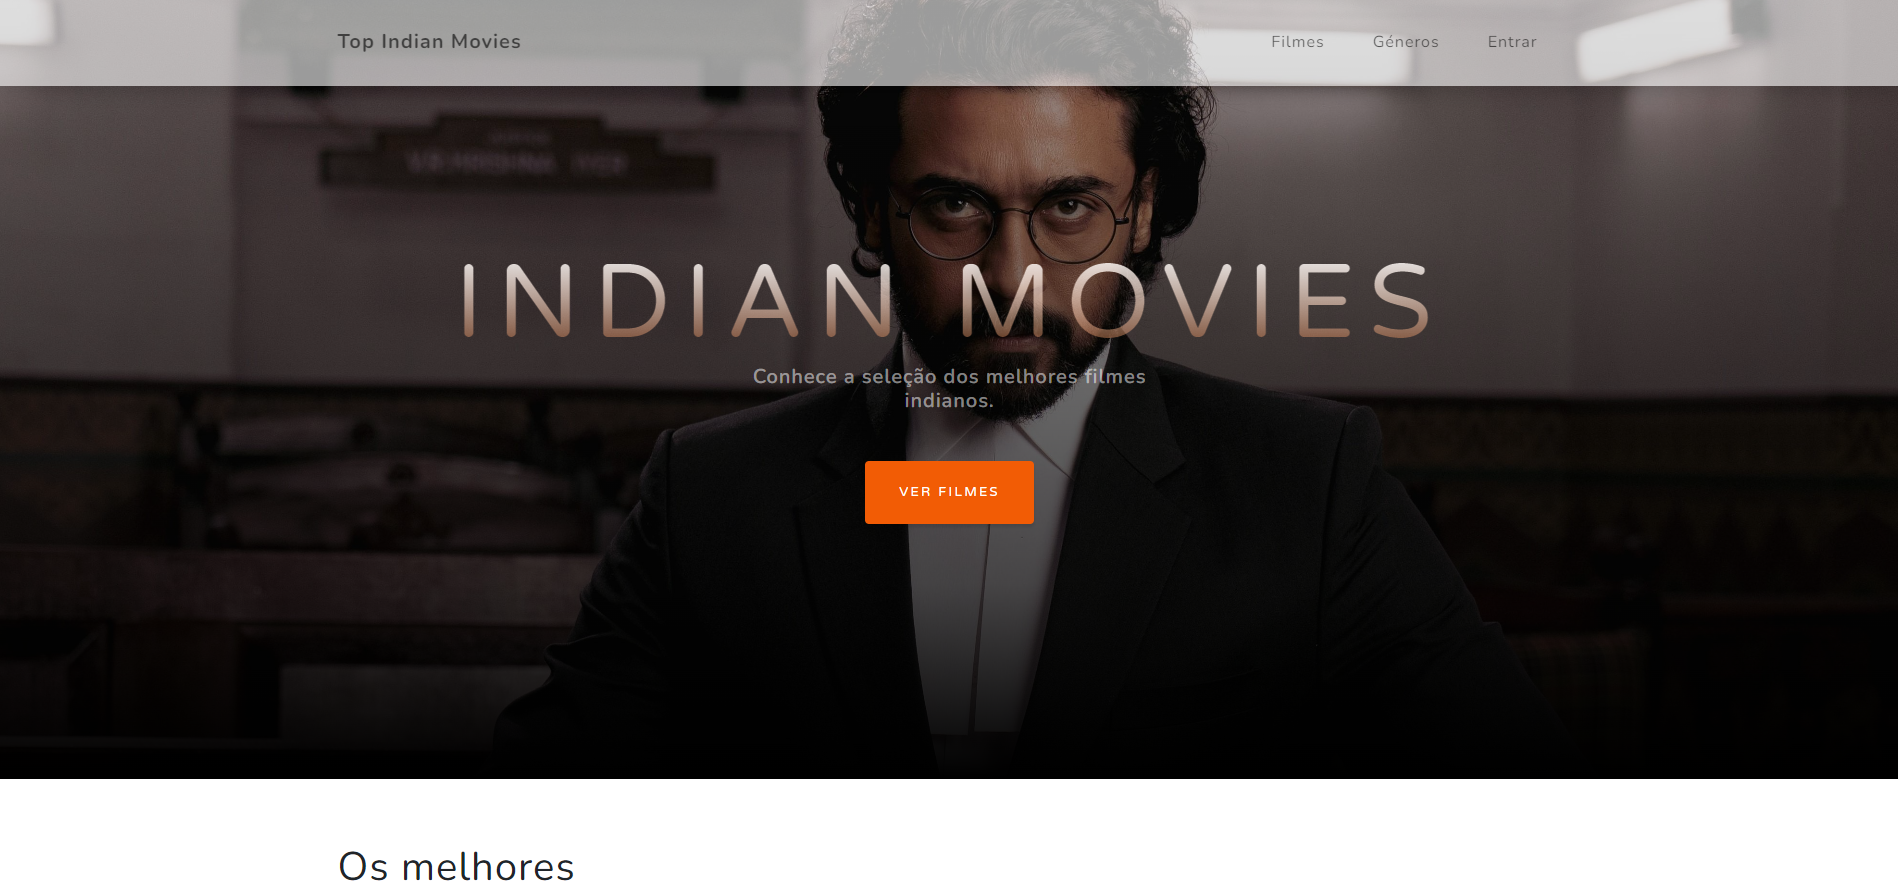 Top Indian Movies
Filmes
Géneros
Entrar
INDIAN MOVIES
Conhece a seleção dos melhores filmes
indianos.
VER FILMES
Os melhores